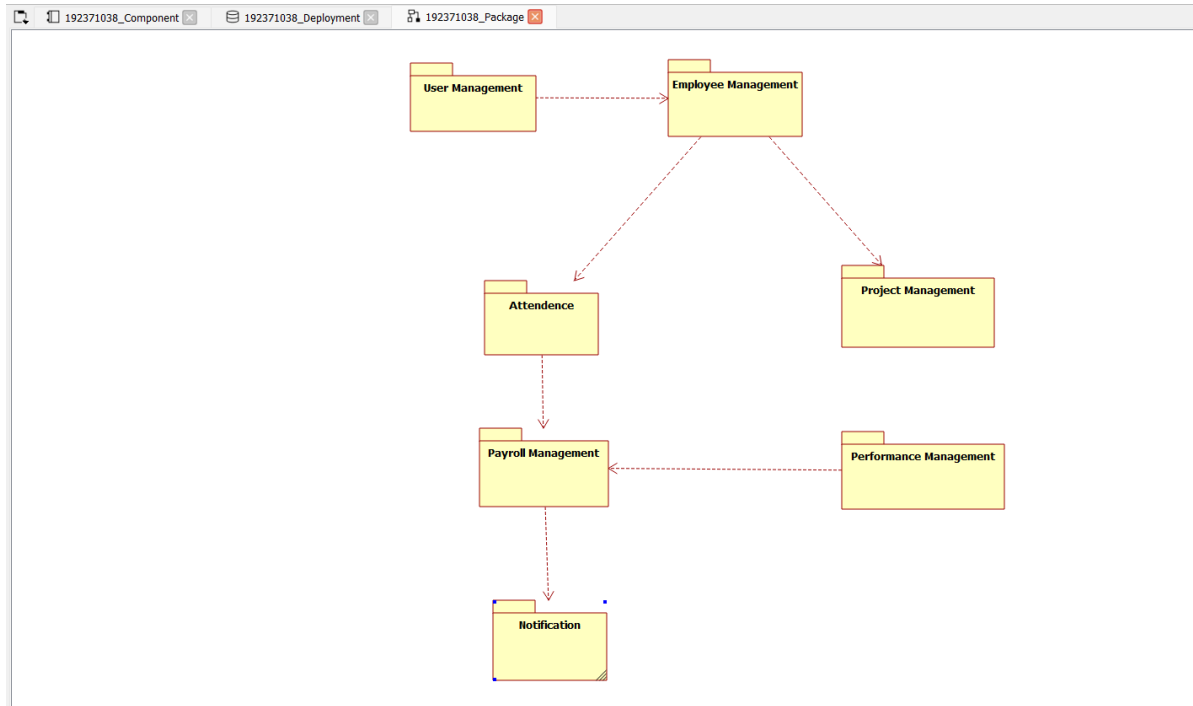 192371038_Component
192371038_Deployment
192371038_Package
User Management
Employee Management
Attendence
Project Management
Payroll Management
Performance Management
Notification